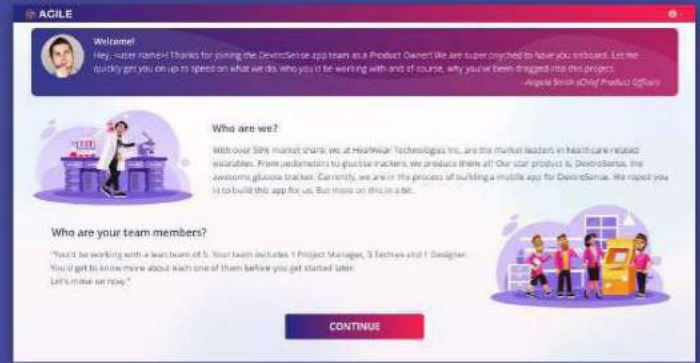 AGILE
Welcome!
Hey, <user name>! Thanks for joining the DextroSense app team as a Product Owner! We are super psyched to have you onboard. Let me
quickly get you on up to speed on what we do, who you'd be working with and of course, why you've been dragged into this project.
- Angela Smith (Chief Product Officer)
Who are we?
With over 50% market share, we at Healwear Technologies Inc, are the market leaders in healthcare related
wearables. From pedometers to glucose trackers, we produce them all! Our star product is, DextroSense, the
awesome glucose tracker. Currently, we are in the process of building a mobile app for DextroSense. We roped you
in to build this app for us. But more on this in a bit.
Who are your team members?
"You'd be working with a lean team of 5. Your team includes 1 Project Manager, 3 Techies and 1 Designer.
You'd get to know more about each one of them before you get started later.
Let's move on now."
CONTINUE